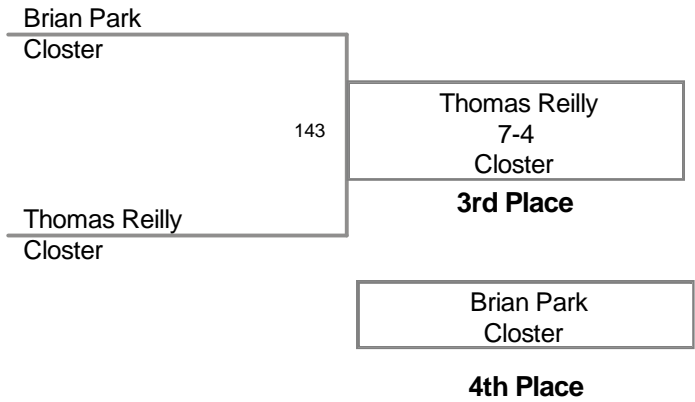 Brian Park
Closter
143
Thomas Reilly
7-4
Closter
3rd Place
Thomas Reilly
Closter
Brian Park
Closter
4th Place